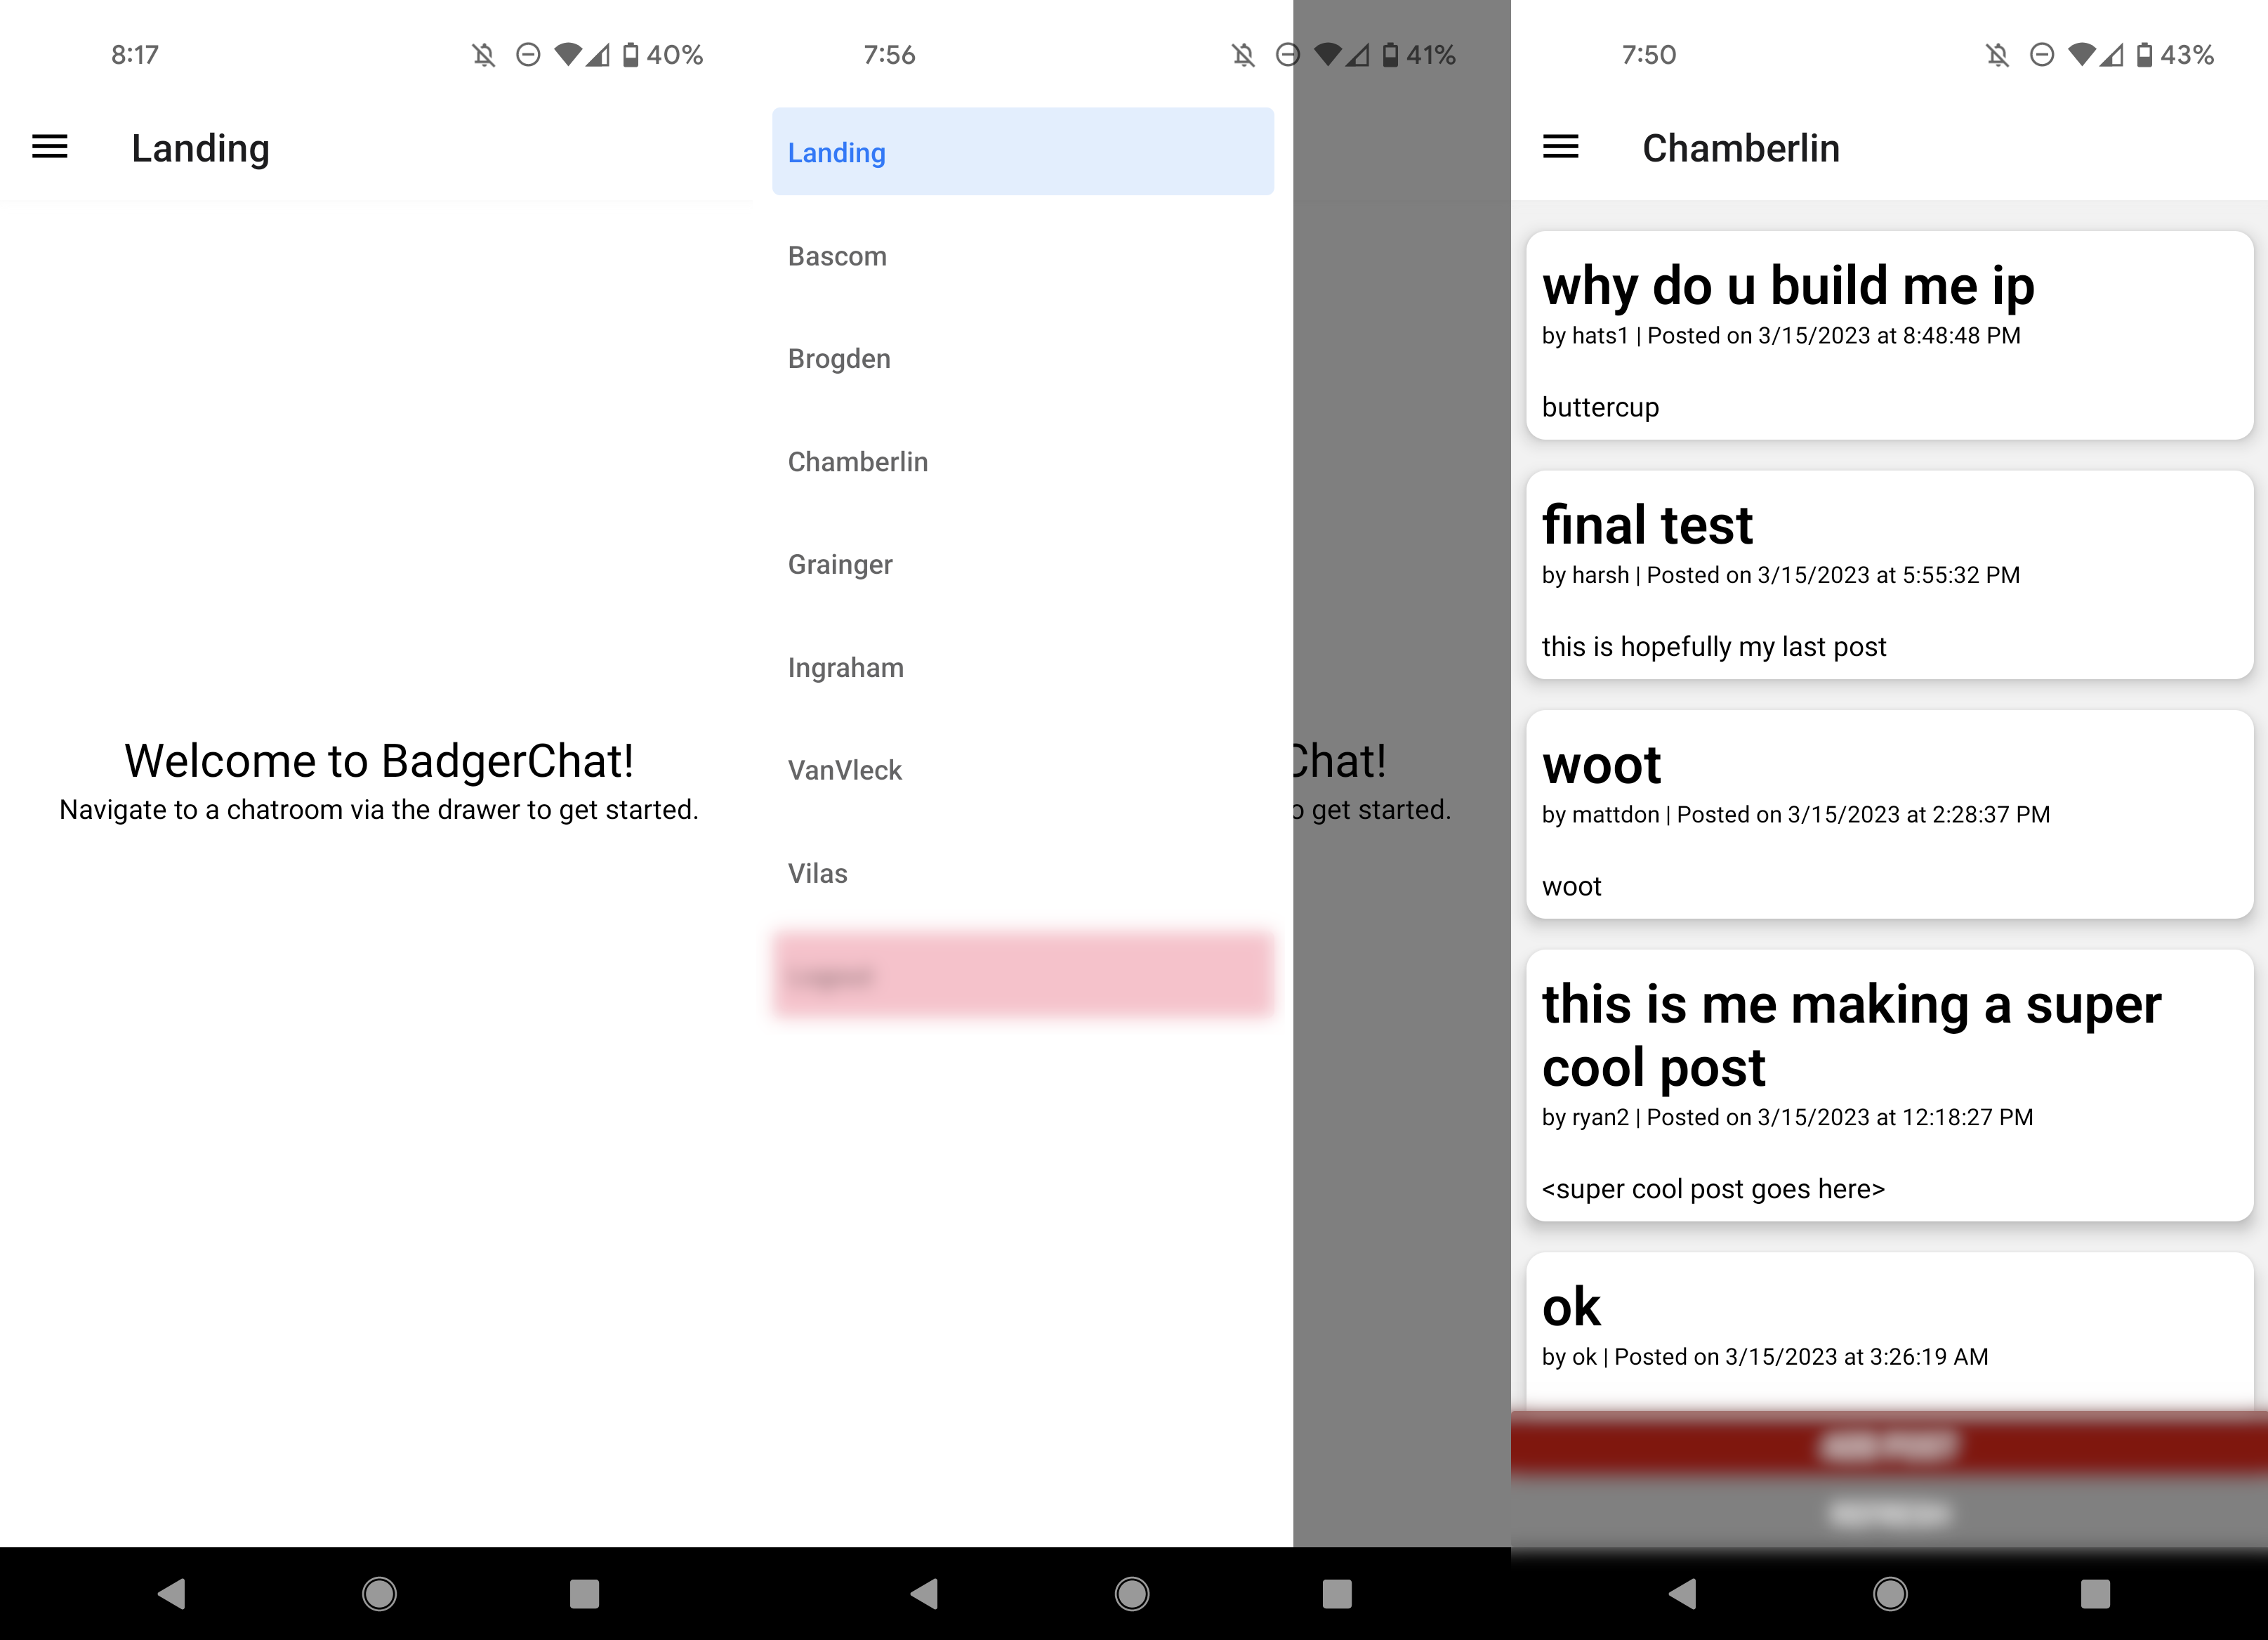 8:17
40%
Landing
Welcome to BadgerChat!
Navigate to a chatroom via the drawer to get started.
7:56
41%
Landing
Bascom
Brogden
Chamberlin
Grainger
Ingraham
VanVleck
Vilas
Chat!
o get started.
7:50
43%
Chamberlin
why do u build me ip
by hats1 | Posted on 3/15/2023 at 8:48:48 PM
buttercup
final test
by harsh | Posted on 3/15/2023 at 5:55:32 PM
this is hopefully my last post
woot
by mattdon | Posted on 3/15/2023 at 2:28:37 PM
woot
this is me making a super
cool post
by ryan2 | Posted on 3/15/2023 at 12:18:27 PM
<super cool post goes here>
ok
by ok | Posted on 3/15/2023 at 3:26:19 AM